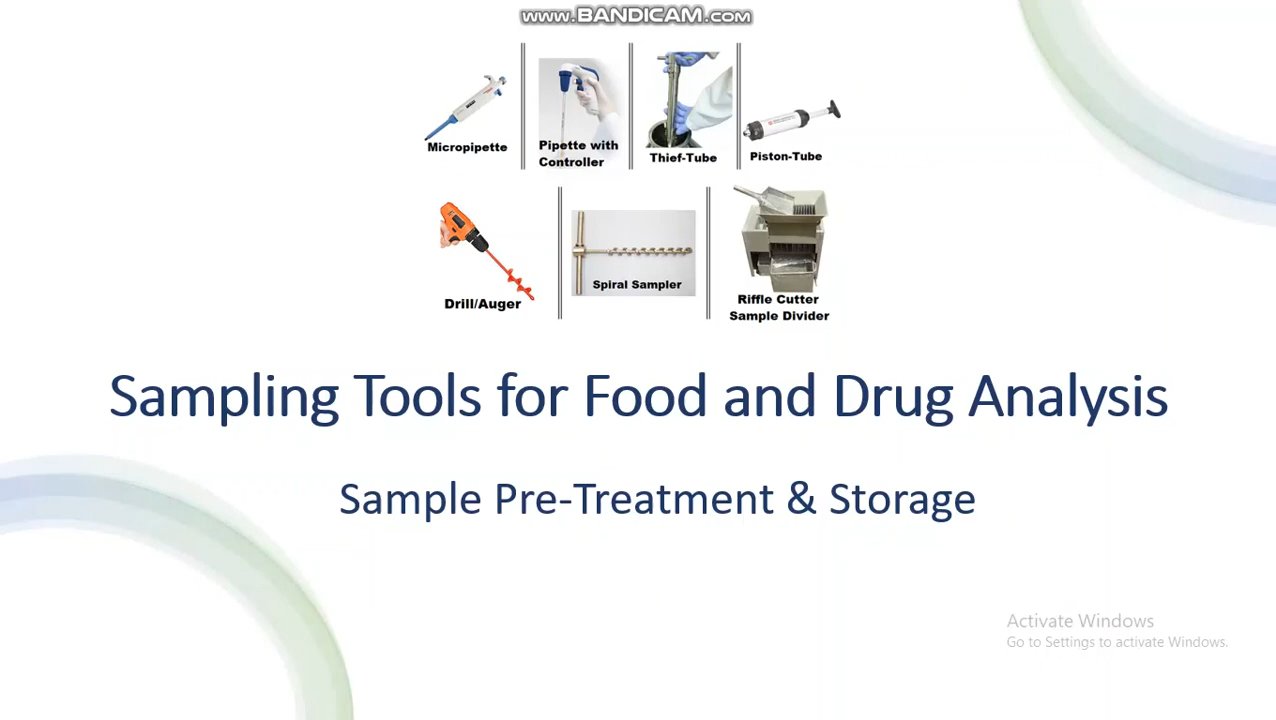 www.BANDICAM.com
Micropipette
Pipette with
Controller
Thief-Tube
Piston-Tube
Drill/Auger
Spiral Sampler
Riffle Cutter
Sample Divider
Sampling Tools for Food and Drug Analysis
Sample Pre-Treatment & Storage
Activate Windows
Go to Settings to activate Windows.